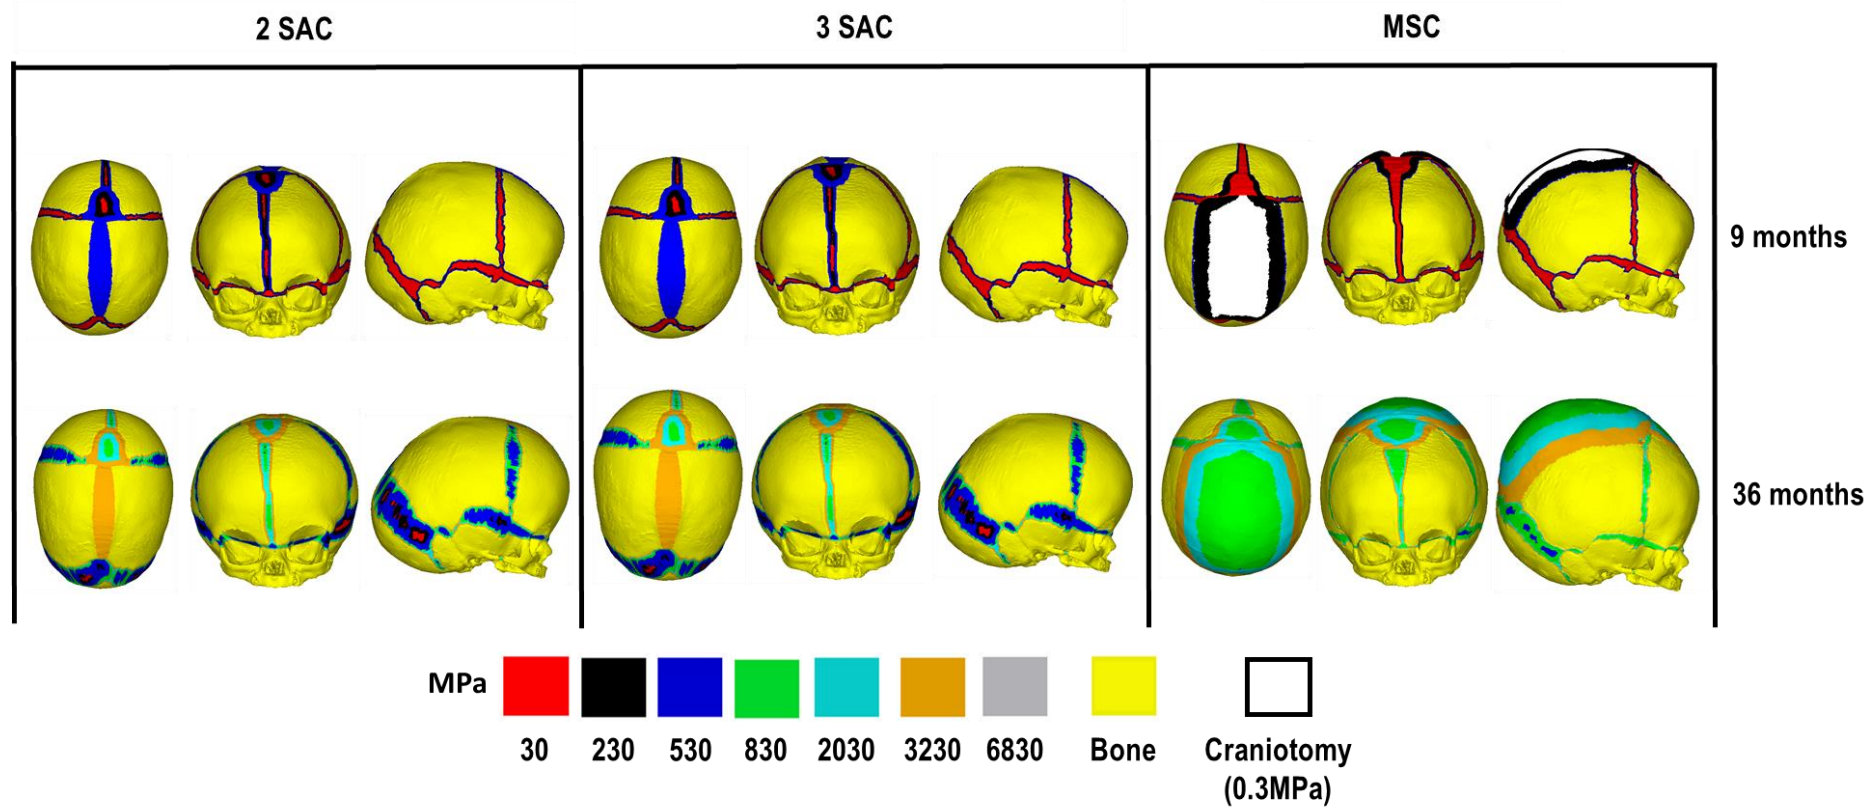 2 SAC 3 SAC MSC
9 months
36 months
MPa
30 230 530 830 2030 3230 6830 Bone Craniotomy
(0.3MPa)